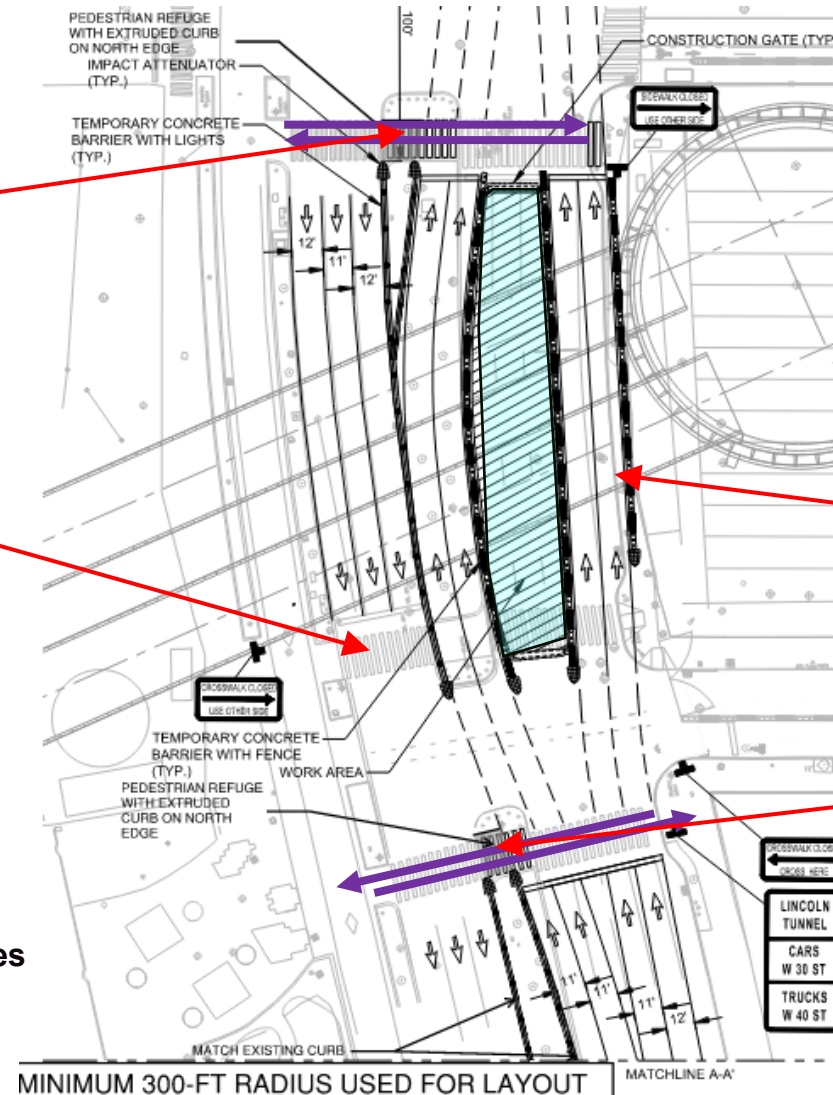 PEDESTRIAN REFUGE
WITH EXTRUDED CURB
ON NORTH EDGE
IMPACT ATTENUATOR
(TYP.)
TEMPORARY CONCRETE
BARRIER WITH LIGHTS
(TYP.)
100'
CONSTRUCTION GATE (TYP
SIDEWALK CLOSED
USE OTHER SIDE
12'
11'
12'
CROSSWALK CLOSED
USE OTHER SIDE
TEMPORARY CONCRETE
BARRIER WITH FENCE
(TYP.)
WORK AREA
PEDESTRIAN REFUGE
WITH EXTRUDED
CURB ON NORTH
EDGE
CROSSWALK CLOSE
CROSS HERE
LINCOLN
TUNNEL
CARS
W 30 ST
TRUCKS
W 40 ST
es
11'
11'
11'
12'
MATCH EXISTING CURB
MINIMUM 300-FT RADIUS USED FOR LAYOUT
MATCHLINE A-A'